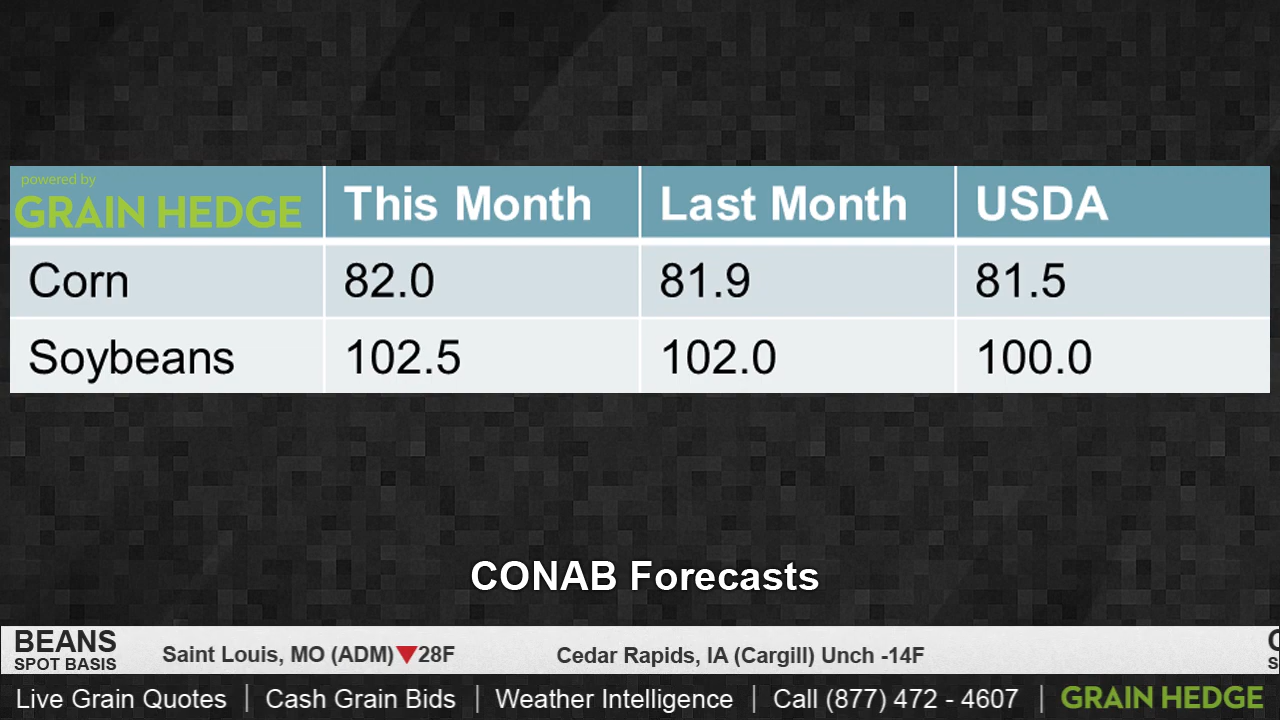 powered by
GRAIN HEDGE This Month Last Month USDA
Corn 82.0 81.9 81.5
Soybeans 102.5 102.0 100.0
CONAB Forecasts
BEANS
SPOT BASIS
Saint Louis, MO (ADM) 28F Cedar Rapids, IA (Cargill) Unch -14F
Live Grain Quotes | Cash Grain Bids | Weather Intelligence | Call (877) 472 - 4607 | GRAIN HEDGE